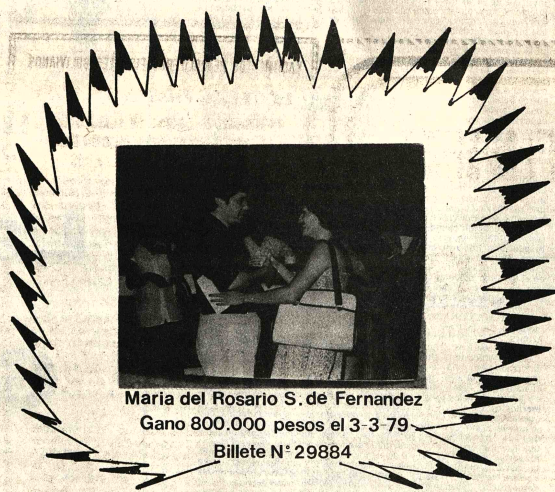 Maria del Rosario S. de Fernandez
Gano 800.000 pesos el 3-3-79
Billete N° 29884